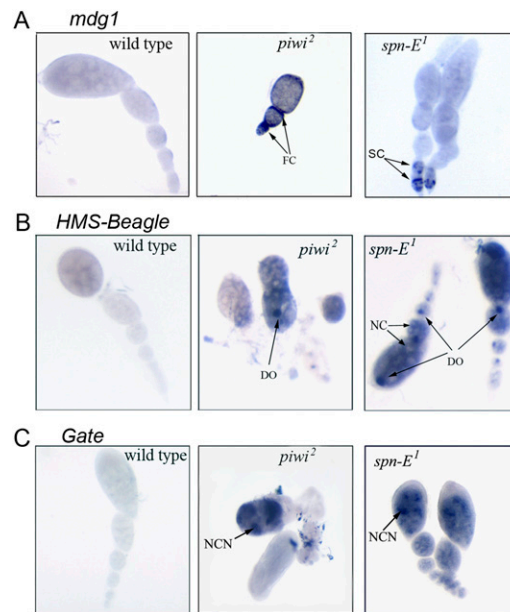 A mdg1
wild type
piwi²
spn-E¹
FC
SC
B HMS-Beagle
wild type
piwi²
spn-E¹
DO
NC
DO
C Gate
wild type
piwi²
spn-E¹
NCN
NCN